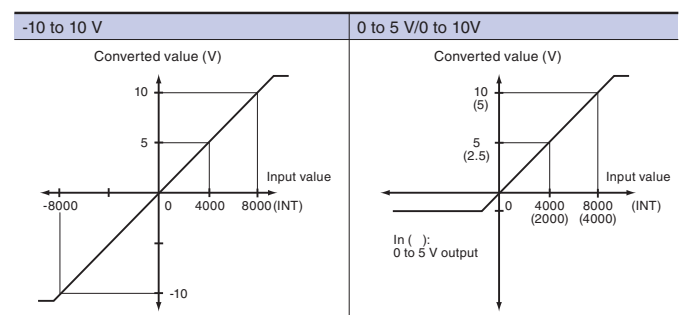 -10 to 10 V
Converted value (V)
10
5
Input value
-8000
0
4000
8000 (INT)
-10
0 to 5 V/0 to 10V
Converted value (V)
10
(5)
5
(2.5)
Input value
0
4000
8000
(INT)
(2000)
(4000)
In ( ):
0 to 5 V output